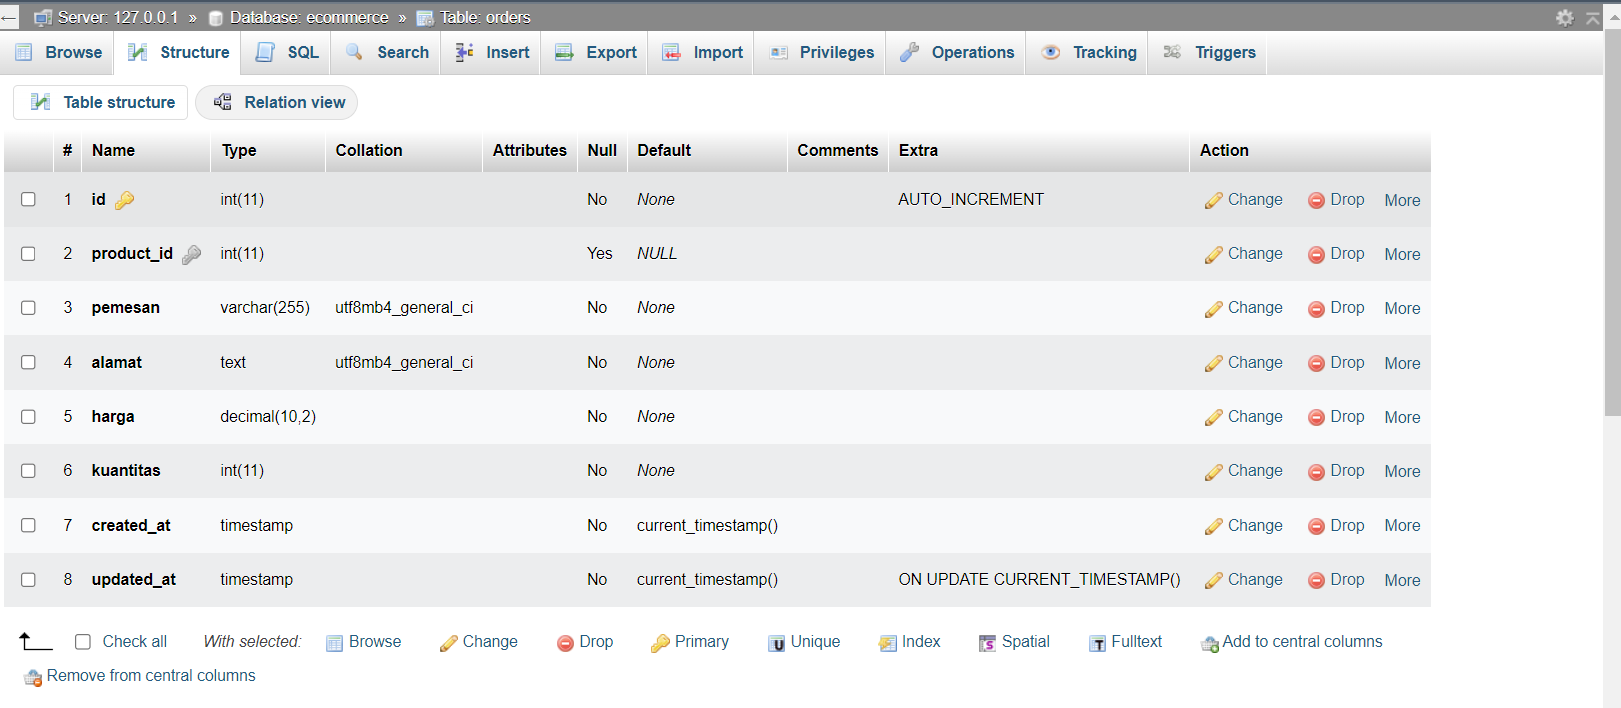 Server: 127.0.0.1 » Database: ecommerce » Table: orders
Browse Structure SQL Search Insert Export Import Privileges Operations Tracking Triggers
Table structure Relation view
# Name Type Collation Attributes Null Default Comments Extra Action
1 id int(11) No None AUTO_INCREMENT Change Drop More
2 product_id int(11) Yes NULL Change Drop More
3 pemesan varchar(255) utf8mb4_general_ci No None Change Drop More
4 alamat text utf8mb4_general_ci No None Change Drop More
5 harga decimal(10,2) No None Change Drop More
6 kuantitas int(11) No None Change Drop More
7 created_at timestamp No current_timestamp() Change Drop More
8 updated_at timestamp No current_timestamp() ON UPDATE CURRENT_TIMESTAMP() Change Drop More
Check all With selected: Browse Change Drop Primary Unique Index Spatial Fulltext Add to central columns
Remove from central columns